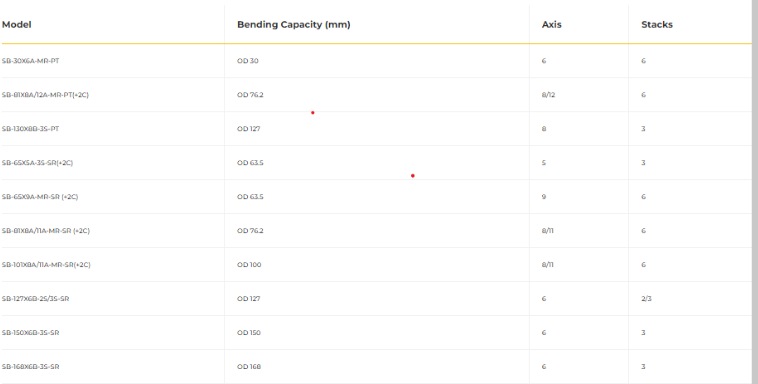 Model Bending Capacity (mm) Axis Stacks
SB-30X6A-MR-PT OD 30 6 6
SB-81X8A/12A-MR-PT(+2C) OD 76.2 8/12 6
SB-130X8B-3S-PT OD 127 8 3
SB-65X5A-3S-SR(+2C) OD 63.5 5 3
SB-65X9A-MR-SR (+2C) OD 63.5 9 6
SB-81X8A/11A-MR-SR (+2C) OD 76.2 8/11 6
SB-101X8A/11A-MR-SR(+2C) OD 100 8/11 6
SB-127X6B-2S/3S-SR OD 127 6 2/3
SB-150X6B-3S-SR OD 150 6 3
SB-168X6B-3S-SR OD 168 6 3